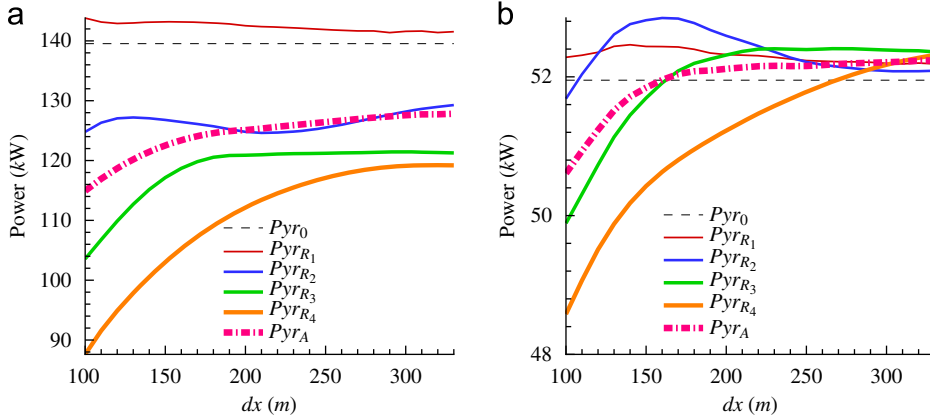 a
Power (kW)
140
130
120
110
100
90
100 150 200 250 300
dx (m)
Pyr0
PyrR1
PyrR2
PyrR3
PyrR4
PyrA
b
Power (kW)
52
50
48
100 150 200 250 300
dx (m)
Pyr0
PyrR1
PyrR2
PyrR3
PyrR4
PyrA